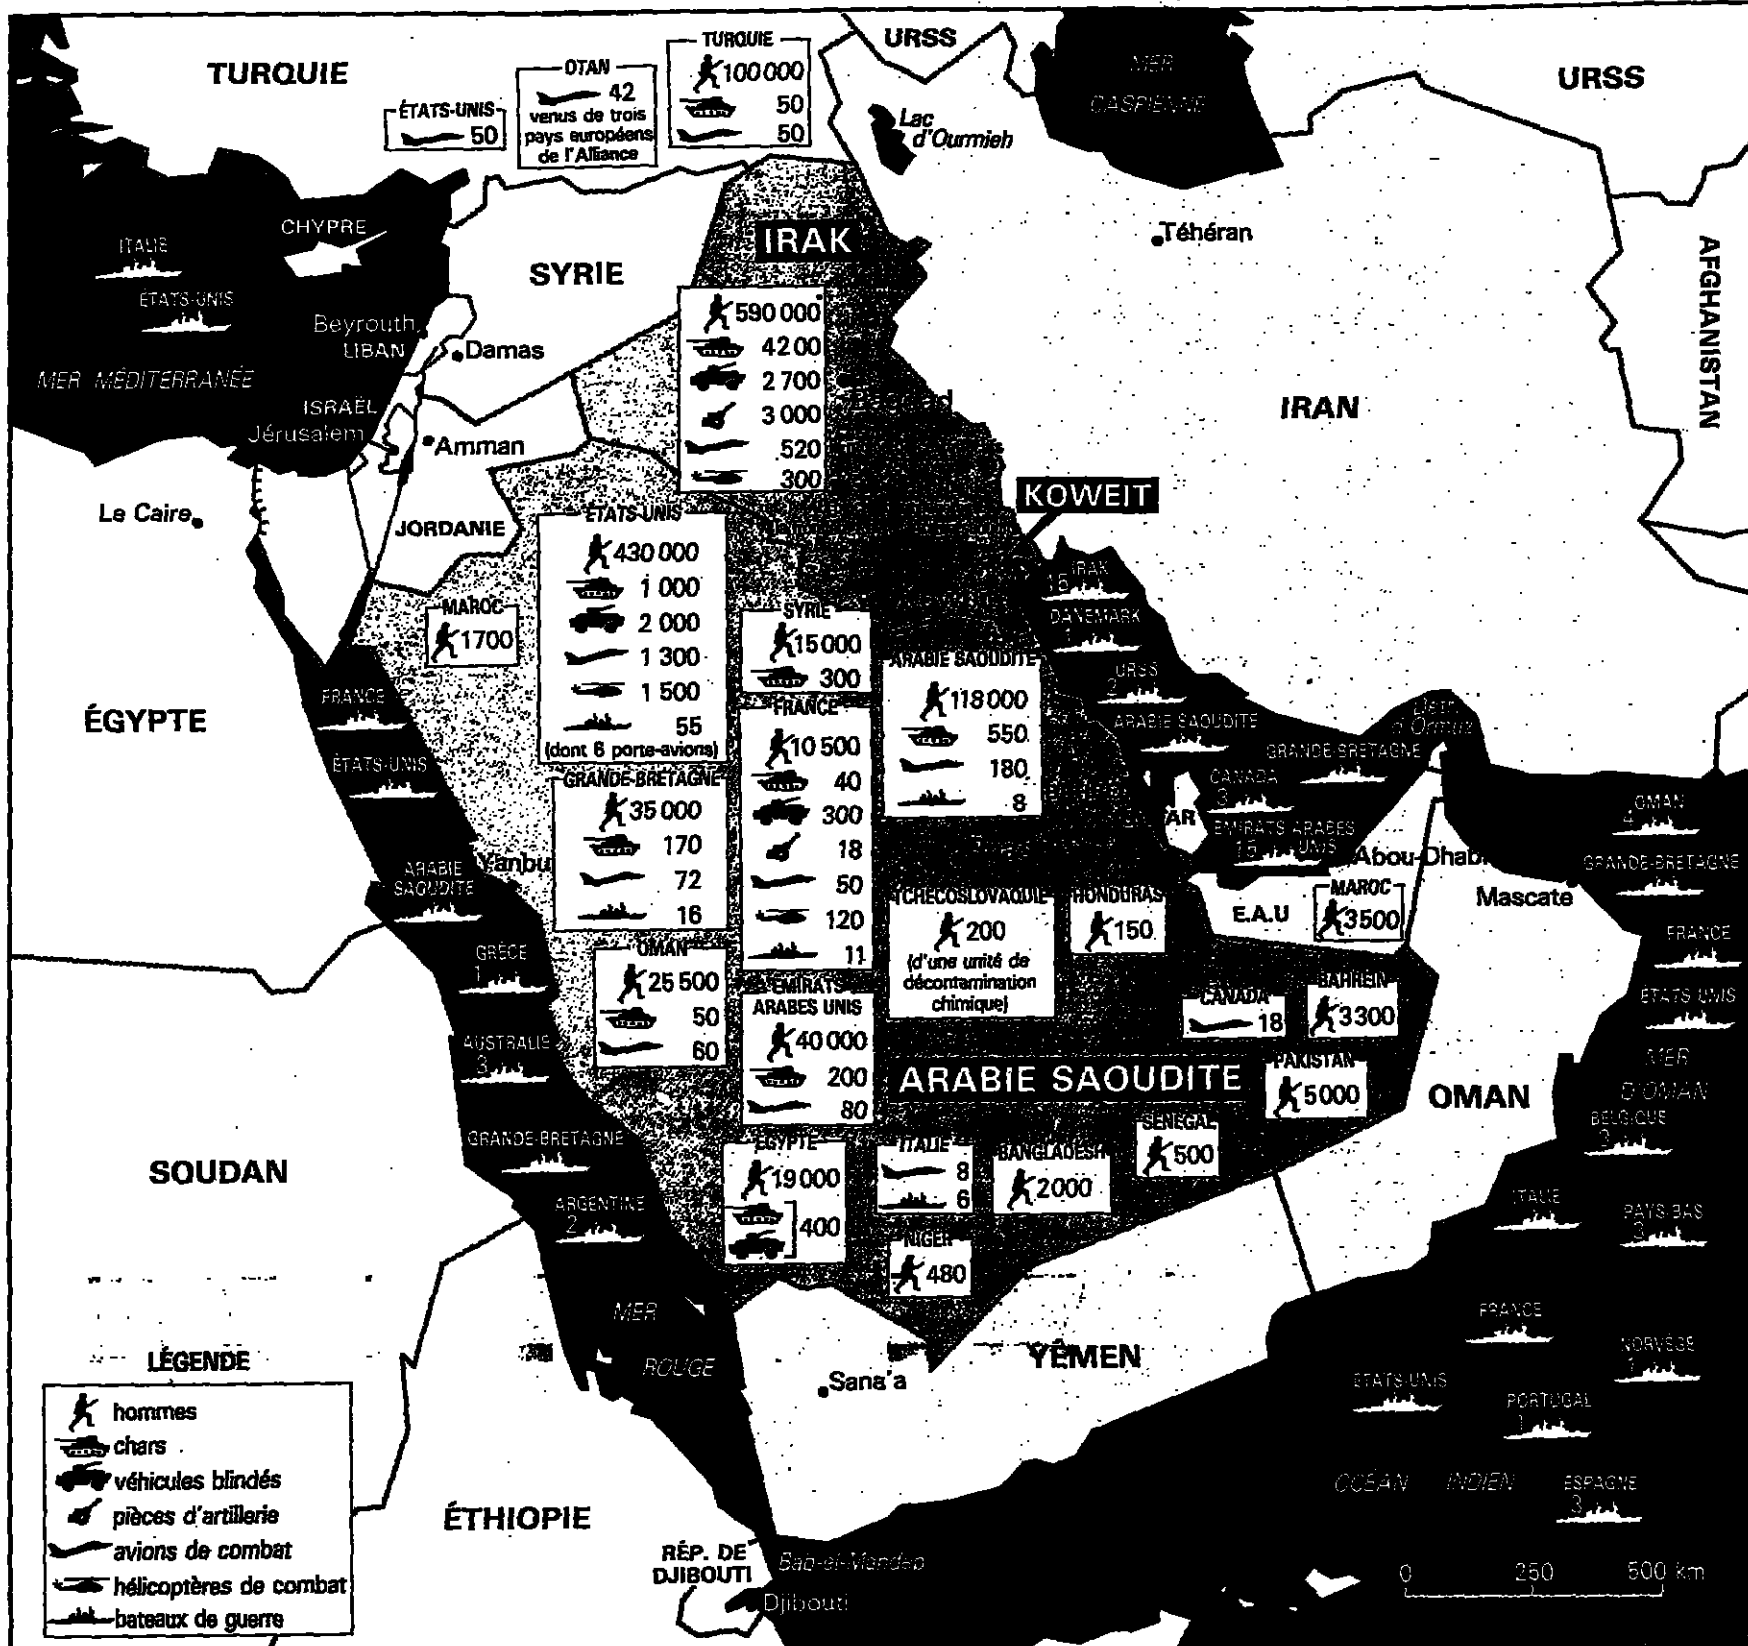 TURQUIE
URSS
MER
CASPIENNE
URSS
ÉTATS-UNIS
50
OTAN
42
venus de trois
pays européens
de l'Alliance
TURQUIE
100 000
50
50
Lac
d'Ourmieh
Téhéran
AFGHANISTAN
IRAN
ITALIE
CHYPRE
ÉTATS-UNIS
SYRIE
IRAK
Beyrouth
LIBAN
Damas
MER MÉDITERRANÉE
ISRAËL
Jérusalem
Amman
Le Caire
JORDANIE
590 000
4200
2 700
3 000
520
300
KOWEIT
ÉTATS-UNIS
430 000
1 000
2 000
1 300
1 500
55
(dont 6 porte-avions)
MAROC
1700
SYRIE
15 000
300
ARABIE SAOUDITE
118 000
550
180
8
FRANCE
10 500
40
300
18
50
120
11
GRANDE-BRETAGNE
35 000
170
72
16
OMAN
25 500
50
60
ÉMIRATS
ARABES UNIS
40 000
200
80
TCHÉCOSLOVAQUIE
200
(d'une unité de
décontamination
chimique)
HONDURAS
150
E.A.U
MAROC
3500
CANADA
18
BAHREIN
3300
PAKISTAN
5000
ARABIE SAOUDITE
SÉNÉGAL
500
ÉGYPTE
19 000
400
ITALIE
8
6
BANGLADESH
2000
NIGER
480
IRAK
15
DANEMARK
1
URSS
ARABIE SAOUDITE
GRANDE-BRETAGNE
CANADA
3
ÉMIRATS ARABES
UNIS
15
Abou-Dhabi
Mascate
OMAN
4
GRANDE-BRETAGNE
FRANCE
ÉTATS-UNIS
MER
D'OMAN
BELGIQUE
3
ITALIE
PAYS-BAS
3
FRANCE
NORVÈGE
1
ÉTATS-UNIS
PORTUGAL
1
OCÉAN INDIEN
ESPAGNE
3
OMAN
ÉGYPTE
FRANCE
ÉTATS-UNIS
ARABIE
SAOUDITE
Yanbu
GRÈCE
1
AUSTRALIE
3
GRANDE-BRETAGNE
ARGENTINE
2
MER
ROUGE
SOUDAN
YÉMEN
Sana'a
ÉTHIOPIE
RÉP. DE
DJIBOUTI
Bab-el-Mandep
Djibouti
0 250 500 km
LÉGENDE
hommes
chars
véhicules blindés
pièces d'artillerie
avions de combat
hélicoptères de combat
bateaux de guerre